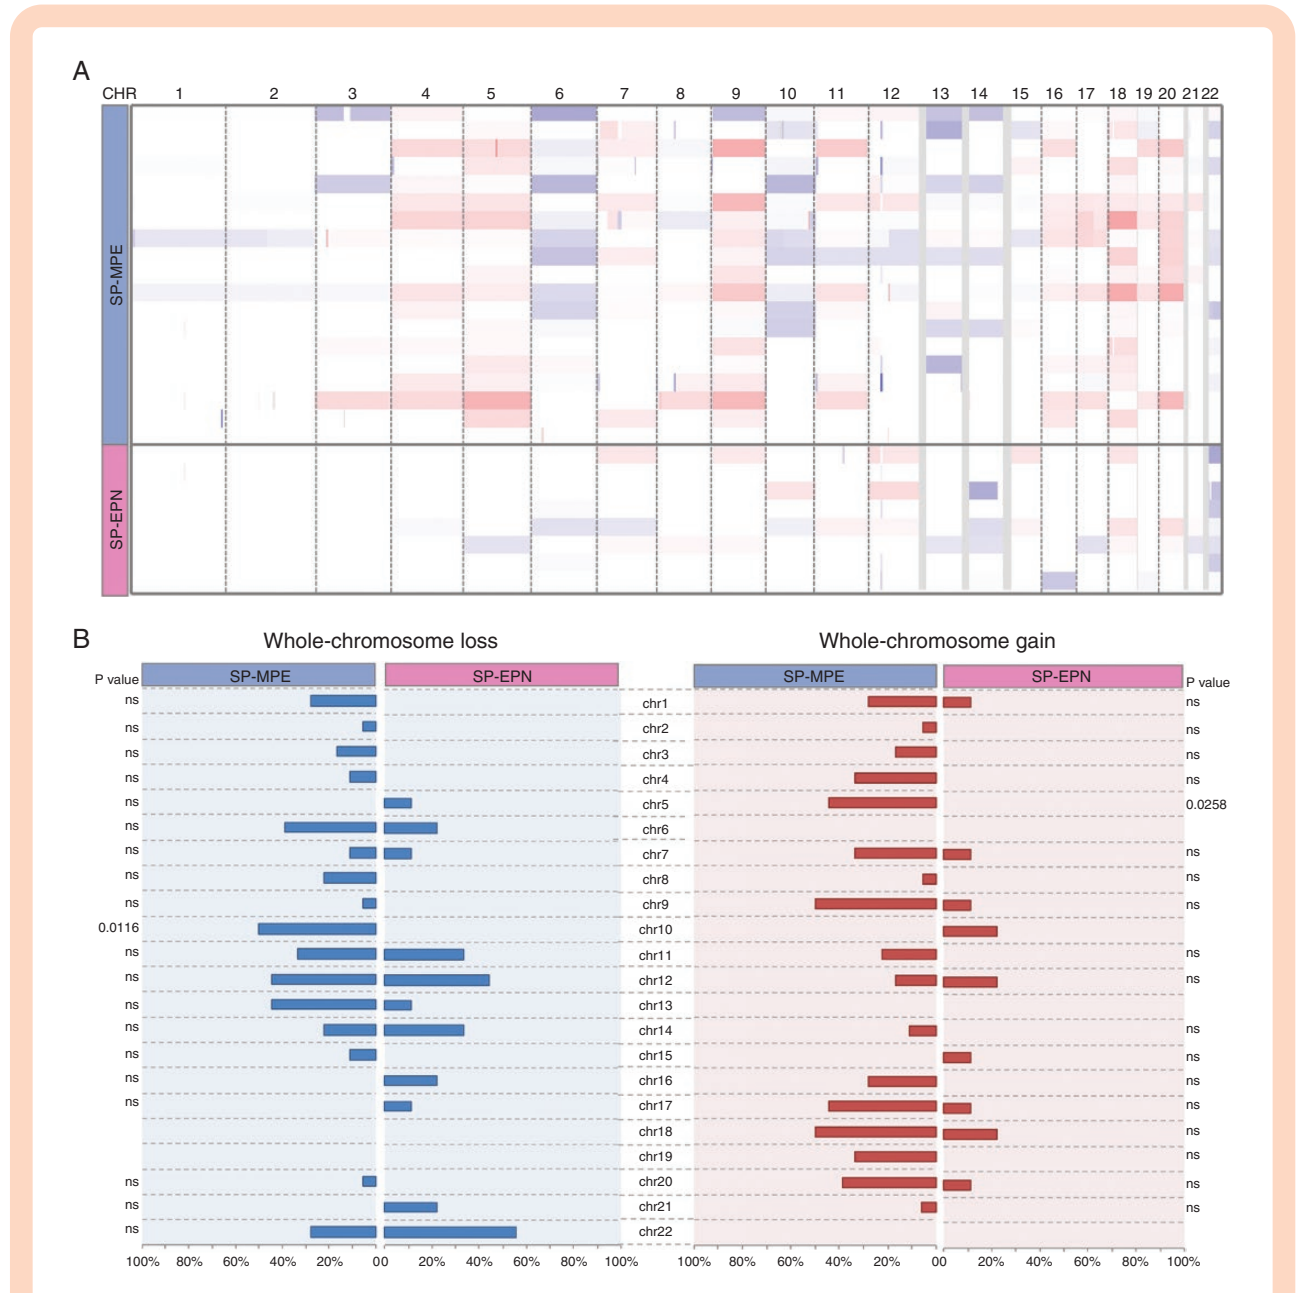 A
CHR 1 2 3 4 5 6 7 8 9 10 11 12 13 14 15 16 17 18 19 20 21 22
SP-MPE
SP-EPN
B
Whole-chromosome loss Whole-chromosome gain
P value SP-MPE SP-EPN SP-MPE SP-EPN P value
ns chr1 ns
ns chr2 ns
ns chr3 ns
ns chr4 ns
ns chr5 0.0258
ns chr6
ns chr7 ns
ns chr8 ns
ns chr9 ns
0.0116 chr10
ns chr11 ns
ns chr12 ns
ns chr13
ns chr14 ns
ns chr15 ns
ns chr16 ns
ns chr17 ns
chr18 ns
chr19 ns
ns chr20 ns
ns chr21 ns
ns chr22
100% 80% 60% 40% 20% 00 20% 40% 60% 80% 100% 100% 80% 60% 40% 20% 00 20% 40% 60% 80% 100%